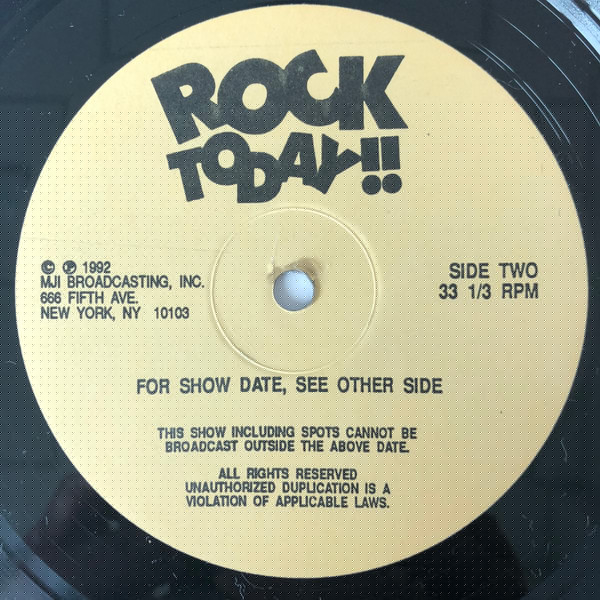 ROCK
TODAY!!
© ℗ 1992
MJI BROADCASTING, INC.
666 FIFTH AVE.
NEW YORK, NY 10103
SIDE TWO
33 1/3 RPM
FOR SHOW DATE, SEE OTHER SIDE
THIS SHOW INCLUDING SPOTS CANNOT BE
BROADCAST OUTSIDE THE ABOVE DATE.
ALL RIGHTS RESERVED
UNAUTHORIZED DUPLICATION IS A
VIOLATION OF APPLICABLE LAWS.